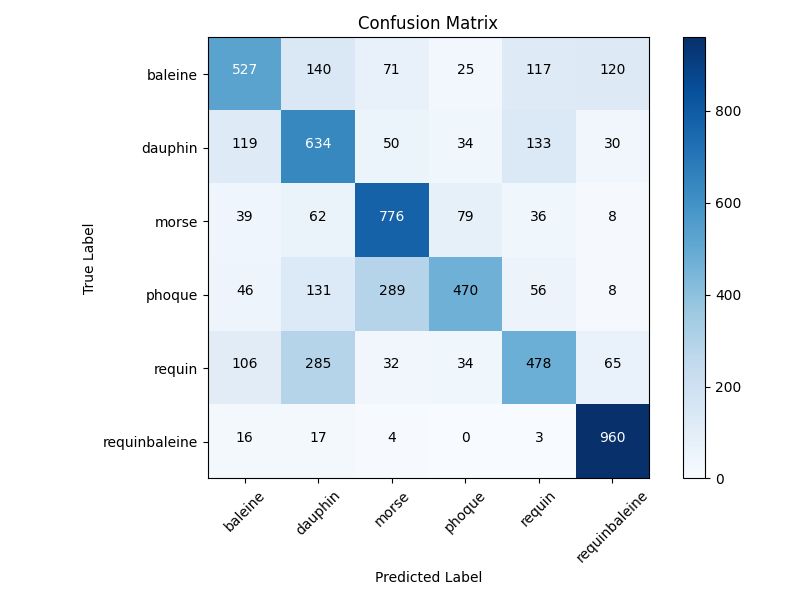 Confusion Matrix
baleine 527 140 71 25 117 120
dauphin 119 634 50 34 133 30
morse 39 62 776 79 36 8
phoque 46 131 289 470 56 8
requin 106 285 32 34 478 65
requinbaleine 16 17 4 0 3 960
baleine dauphin morse phoque requin requinbaleine
Predicted Label
True Label
800
600
400
200
0